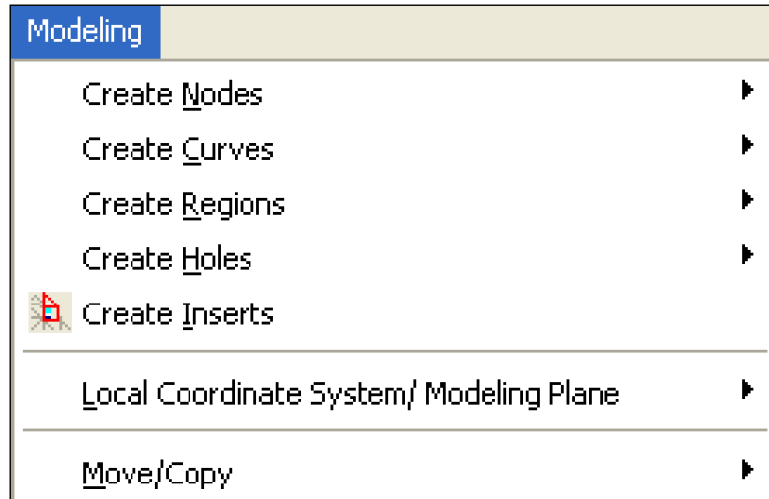 Modeling
Create Nodes
Create Curves
Create Regions
Create Holes
Create Inserts
Local Coordinate System/ Modeling Plane
Move/Copy